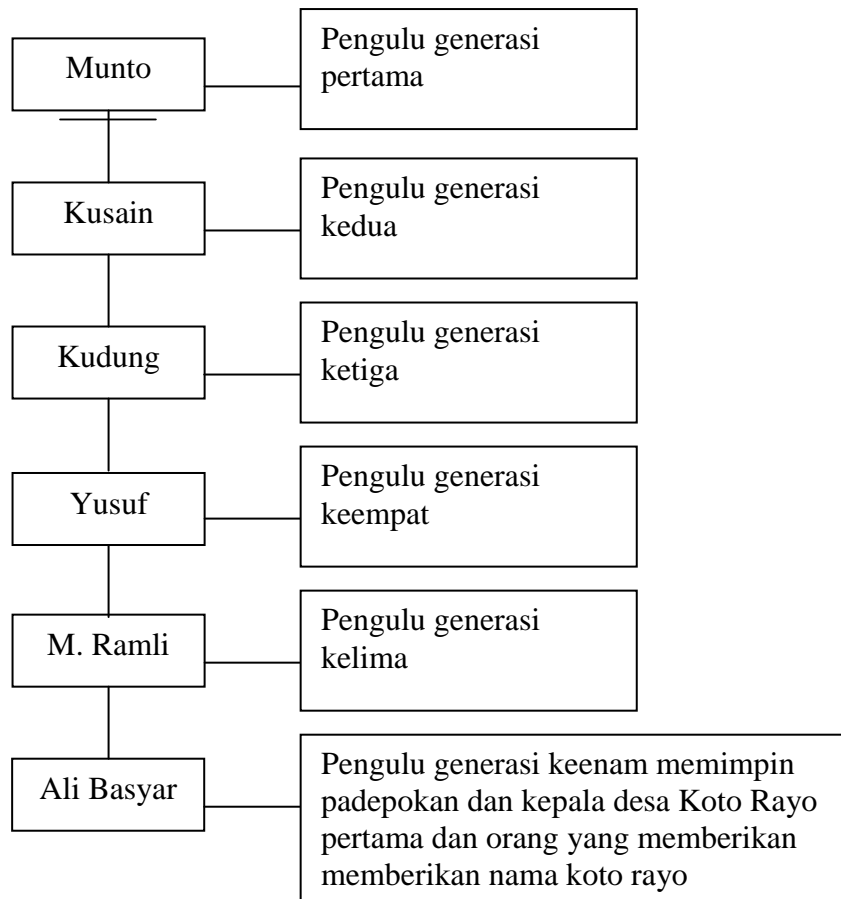 Munto
Pengulu generasi
pertama
Kusain
Pengulu generasi
kedua
Kudung
Pengulu generasi
ketiga
Yusuf
Pengulu generasi
keempat
M. Ramli
Pengulu generasi
kelima
Ali Basyar
Pengulu generasi keenam memimpin
padepokan dan kepala desa Koto Rayo
pertama dan orang yang memberikan
memberikan nama koto rayo